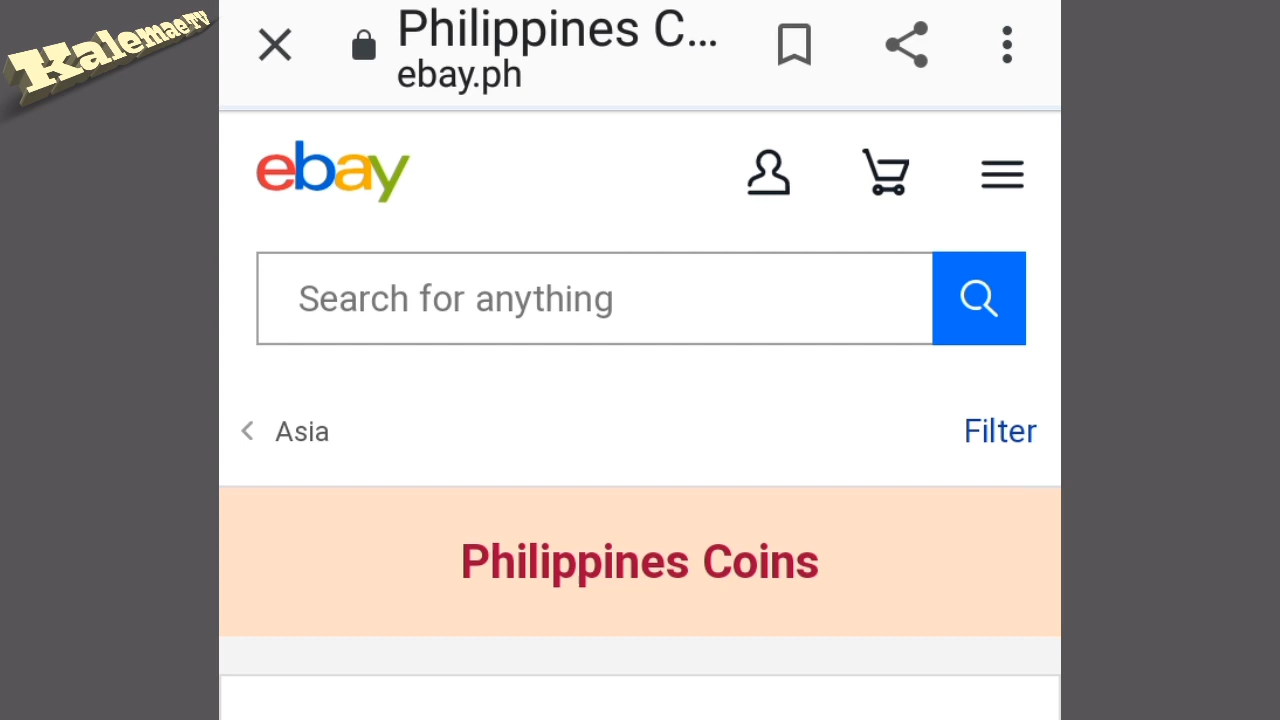 Kalemae TV
Philippines C...
ebay.ph
ebay
Search for anything
Asia
Filter
Philippines Coins